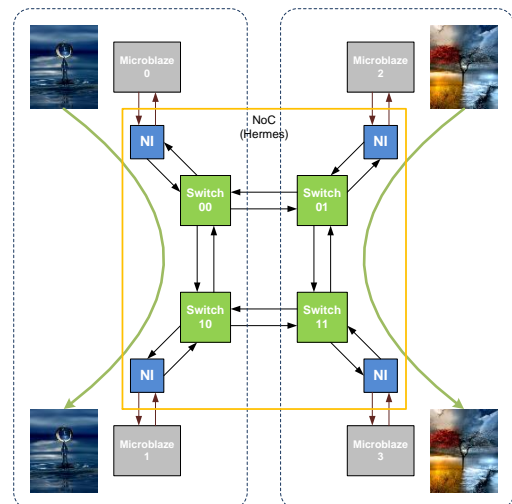 Microblaze
0
Microblaze
2
NoC
(Hermes)
NI
NI
Switch
00
Switch
01
Switch
10
Switch
11
NI
NI
Microblaze
1
Microblaze
3